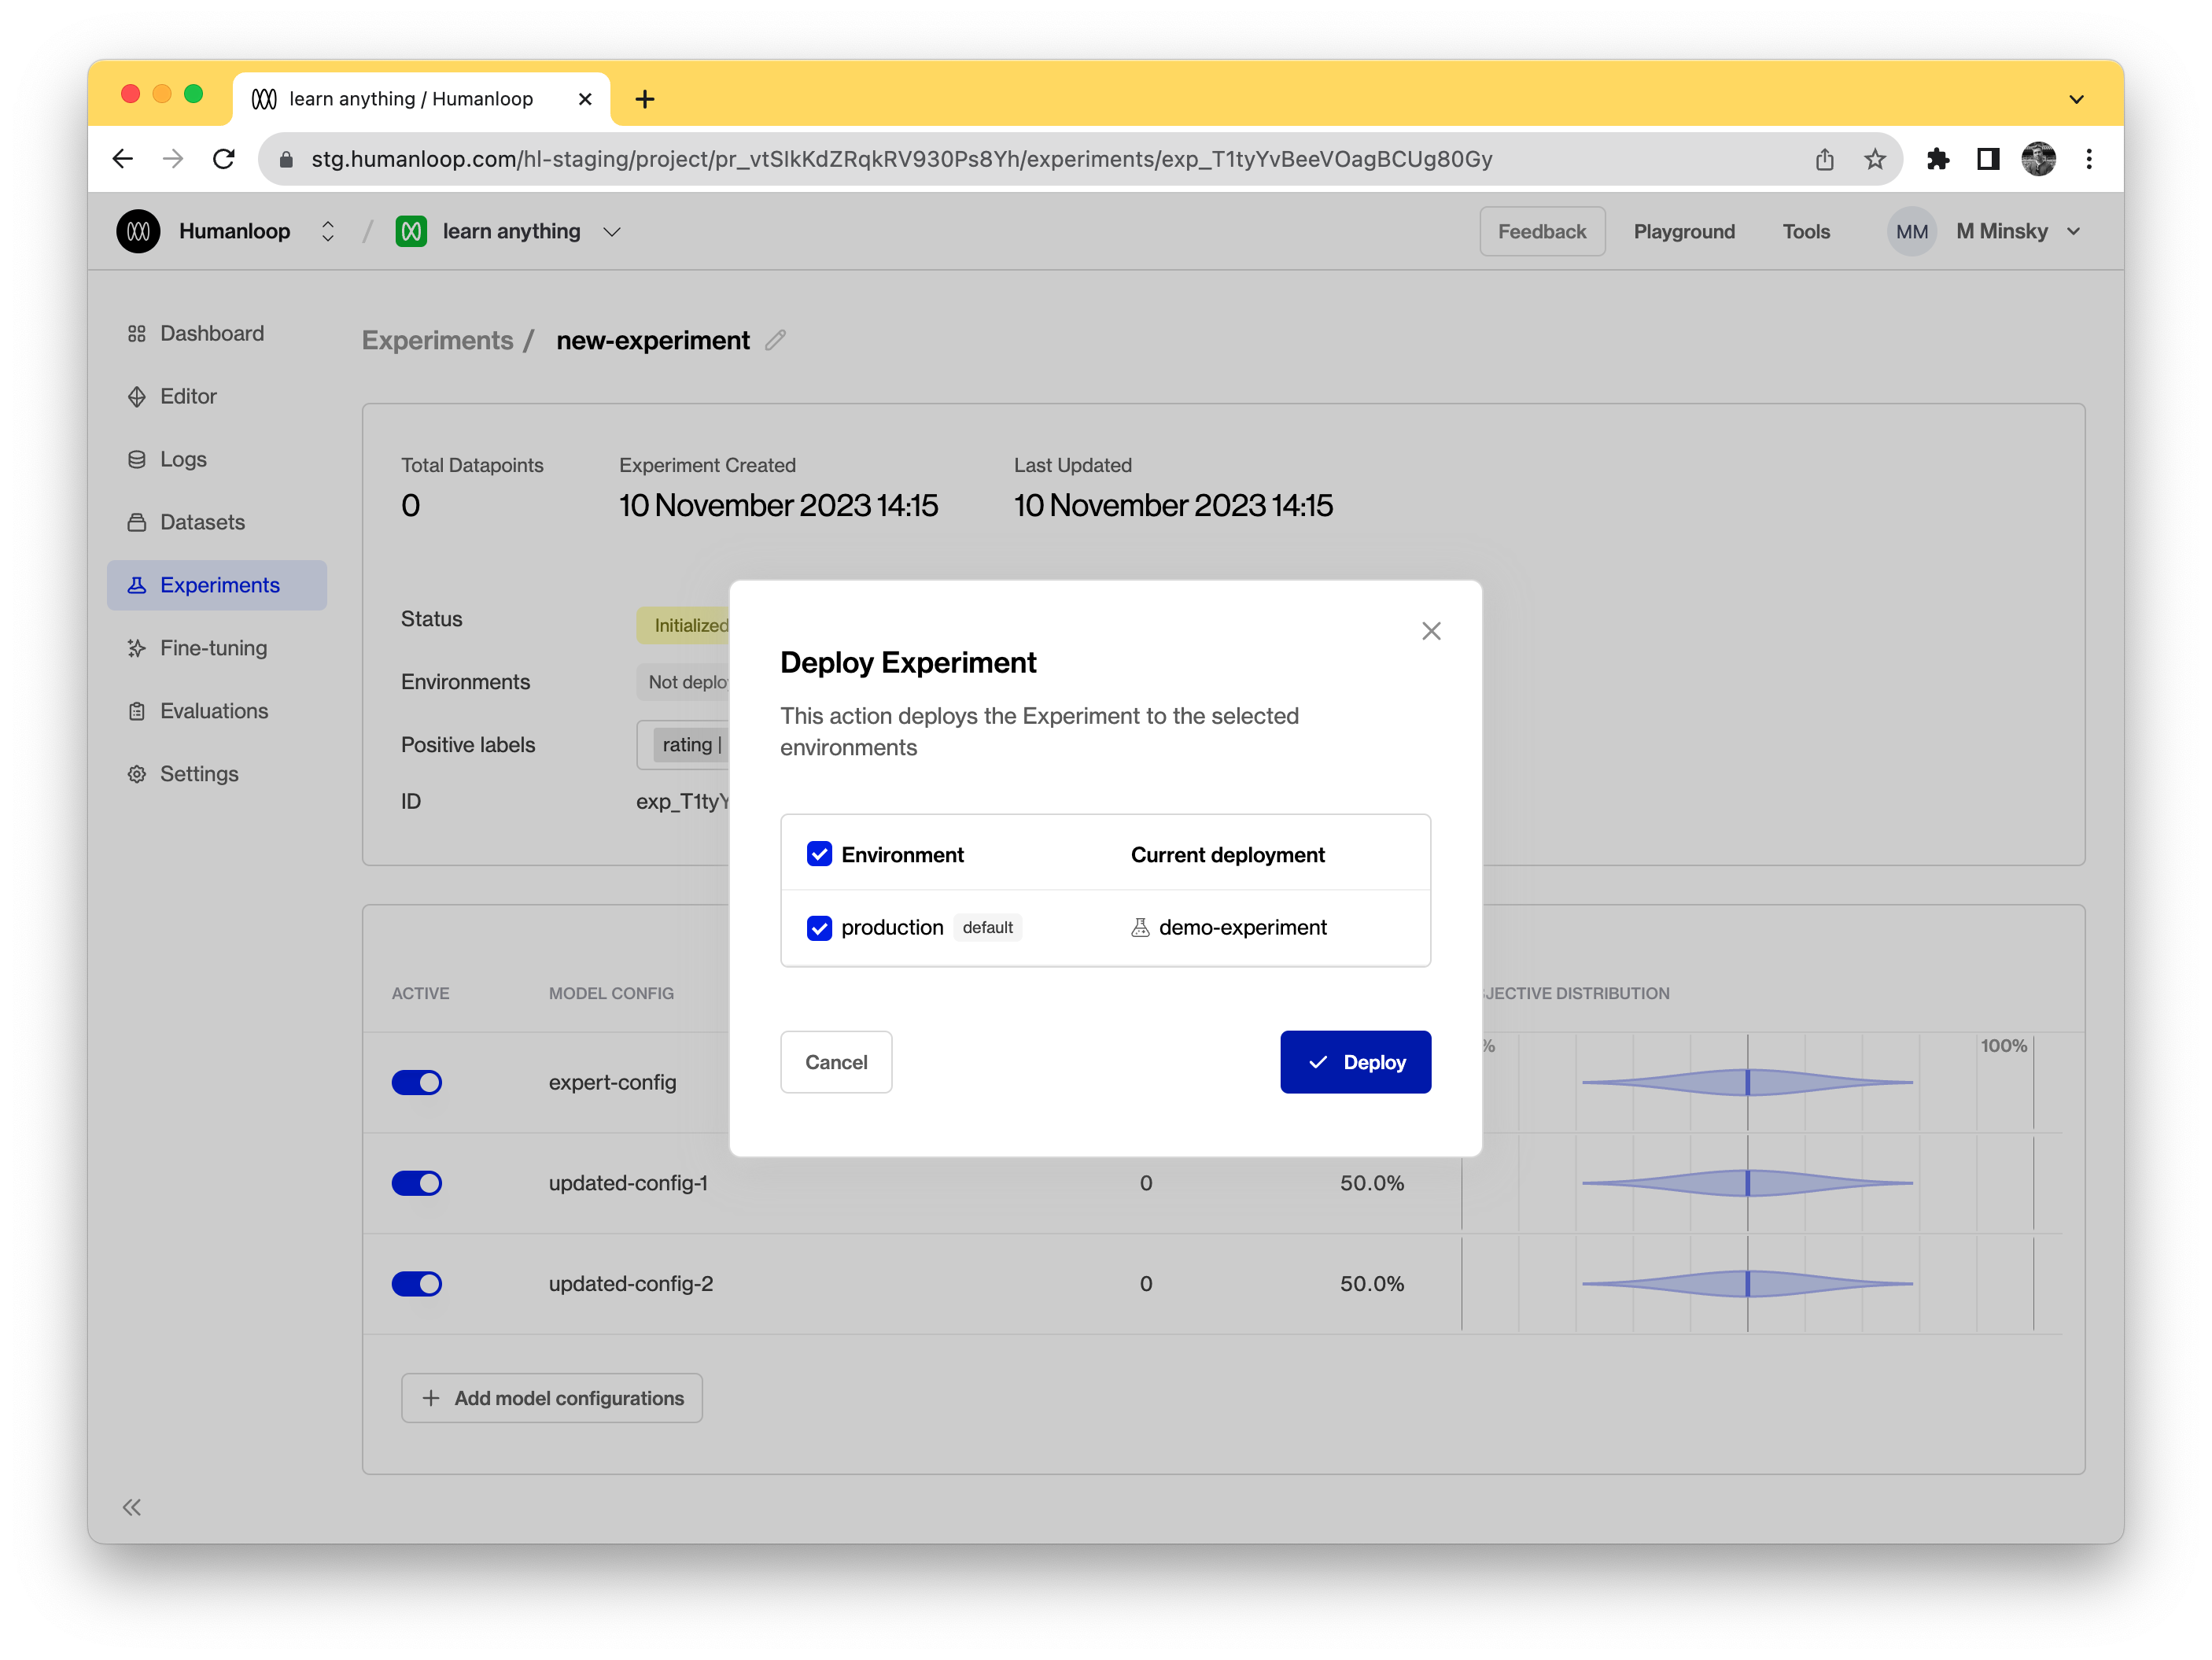 learn anything / Humanloop
stg.humanloop.com/hl-staging/project/pr_vtSIkKdZRqkRV930Ps8Yh/experiments/exp_T1tyYvBeeVOagBCUg80Gy
Humanloop / learn anything
Feedback Playground Tools MM M Minsky
Dashboard
Editor
Logs
Datasets
Experiments
Fine-tuning
Evaluations
Settings
Experiments / new-experiment
Total Datapoints Experiment Created Last Updated
0 10 November 2023 14:15 10 November 2023 14:15
Status Initialized
Environments Not deplo
Positive labels rating |
ID exp_T1ty
Deploy Experiment
This action deploys the Experiment to the selected
environments
Environment Current deployment
production default demo-experiment
Cancel Deploy
ACTIVE MODEL CONFIG JECTIVE DISTRIBUTION
% 100%
expert-config
updated-config-1 0 50.0%
updated-config-2 0 50.0%
+ Add model configurations